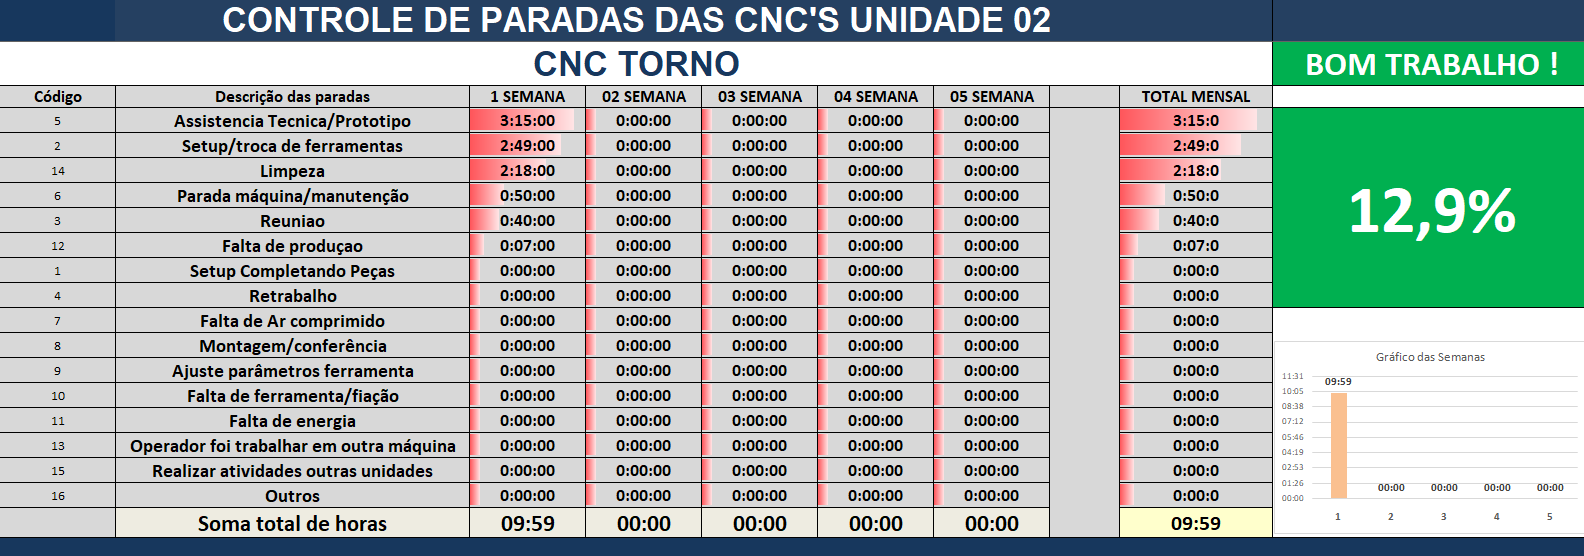 CONTROLE DE PARADAS DAS CNC'S UNIDADE 02
CNC TORNO
BOM TRABALHO !
Código Descrição das paradas 1 SEMANA 02 SEMANA 03 SEMANA 04 SEMANA 05 SEMANA TOTAL MENSAL
5 Assistencia Tecnica/Prototipo 3:15:00 0:00:00 0:00:00 0:00:00 0:00:00 3:15:0
2 Setup/troca de ferramentas 2:49:00 0:00:00 0:00:00 0:00:00 0:00:00 2:49:0
14 Limpeza 2:18:00 0:00:00 0:00:00 0:00:00 0:00:00 2:18:0
6 Parada máquina/manutenção 0:50:00 0:00:00 0:00:00 0:00:00 0:00:00 0:50:0
3 Reuniao 0:40:00 0:00:00 0:00:00 0:00:00 0:00:00 0:40:0
12 Falta de produçao 0:07:00 0:00:00 0:00:00 0:00:00 0:00:00 0:07:0
1 Setup Completando Peças 0:00:00 0:00:00 0:00:00 0:00:00 0:00:00 0:00:0
4 Retrabalho 0:00:00 0:00:00 0:00:00 0:00:00 0:00:00 0:00:0
7 Falta de Ar comprimido 0:00:00 0:00:00 0:00:00 0:00:00 0:00:00 0:00:0
8 Montagem/conferência 0:00:00 0:00:00 0:00:00 0:00:00 0:00:00 0:00:0
9 Ajuste parâmetros ferramenta 0:00:00 0:00:00 0:00:00 0:00:00 0:00:00 0:00:0
10 Falta de ferramenta/fiação 0:00:00 0:00:00 0:00:00 0:00:00 0:00:00 0:00:0
11 Falta de energia 0:00:00 0:00:00 0:00:00 0:00:00 0:00:00 0:00:0
13 Operador foi trabalhar em outra máquina 0:00:00 0:00:00 0:00:00 0:00:00 0:00:00 0:00:0
15 Realizar atividades outras unidades 0:00:00 0:00:00 0:00:00 0:00:00 0:00:00 0:00:0
16 Outros 0:00:00 0:00:00 0:00:00 0:00:00 0:00:00 0:00:0
Soma total de horas 09:59 00:00 00:00 00:00 00:00 09:59
12,9%
Gráfico das Semanas
11:31
10:05
08:38
07:12
05:46
04:19
02:53
01:26
00:00
09:59 00:00 00:00 00:00 00:00
1 2 3 4 5